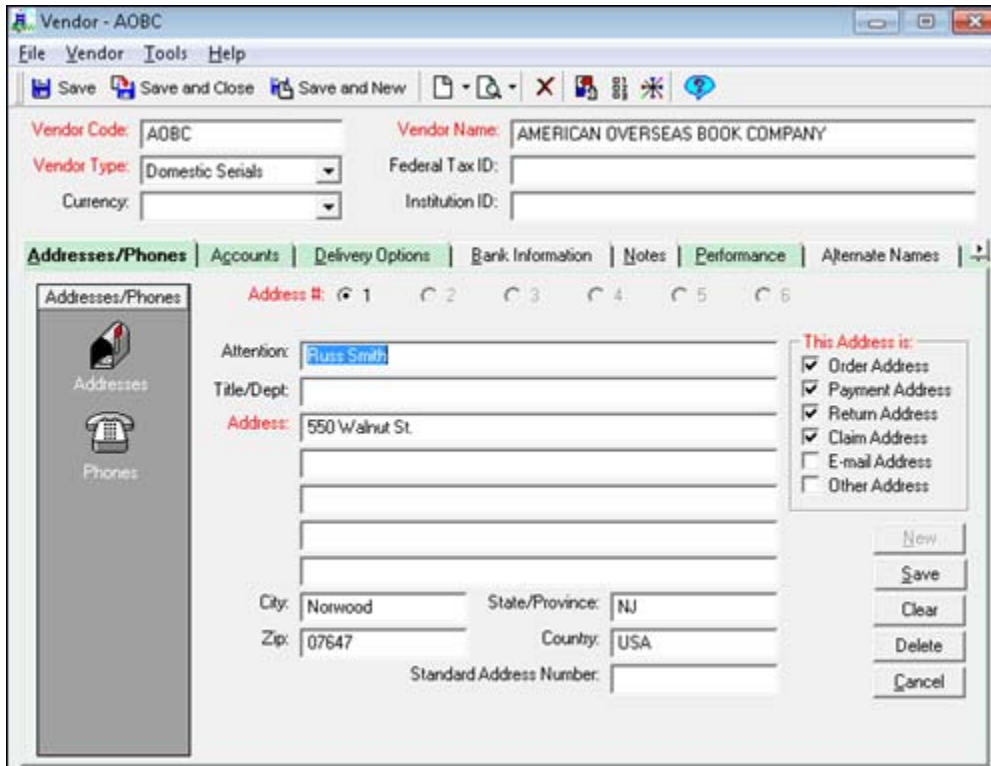 Vendor - AOBC
File Vendor Tools Help
Save Save and Close Save and New
Vendor Code: AOBC Vendor Name: AMERICAN OVERSEAS BOOK COMPANY
Vendor Type: Domestic Serials Federal Tax ID:
Currency: Institution ID:
Addresses/Phones Accounts Delivery Options Bank Information Notes Performance Alternate Names
Addresses/Phones Address #: 1 2 3 4 5 6
Addresses
Phones
Attention: Russ Smith
Title/Dept:
Address: 550 Walnut St.
City: Norwood State/Province: NJ
Zip: 07647 Country: USA
Standard Address Number:
This Address is:
Order Address
Payment Address
Return Address
Claim Address
E-mail Address
Other Address
New
Save
Clear
Delete
Cancel